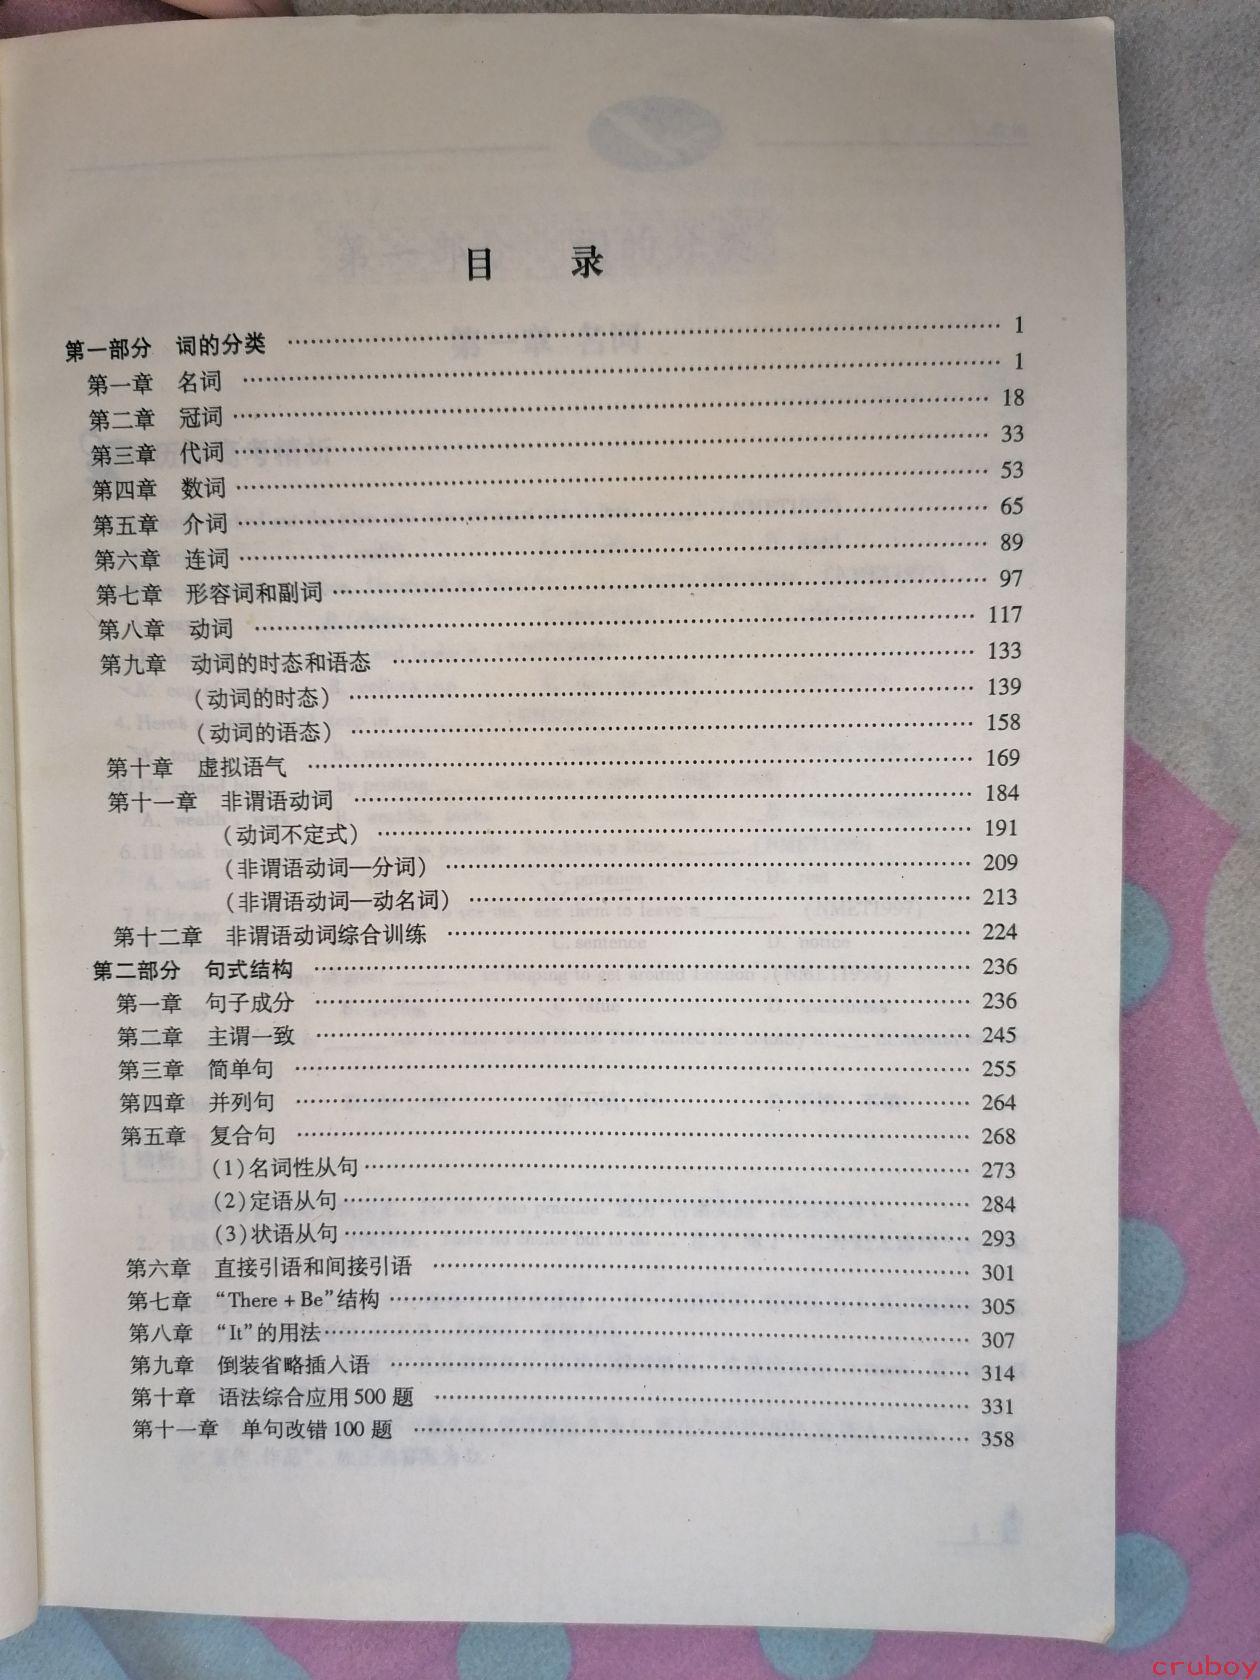 目 录
第一部分 词的分类 …… 1
第一章 名词 …… 1
第二章 冠词 …… 18
第三章 代词 …… 33
第四章 数词 …… 53
第五章 介词 …… 65
第六章 连词 …… 89
第七章 形容词和副词 …… 97
第八章 动词 …… 117
第九章 动词的时态和语态 …… 133
(动词的时态) …… 139
(动词的语态) …… 158
第十章 虚拟语气 …… 169
第十一章 非谓语动词 …… 184
(动词不定式) …… 191
(非谓语动词—分词) …… 209
(非谓语动词—动名词) …… 213
第十二章 非谓语动词综合训练 …… 224
第二部分 句式结构 …… 236
第一章 句子成分 …… 236
第二章 主谓一致 …… 245
第三章 简单句 …… 255
第四章 并列句 …… 264
第五章 复合句 …… 268
(1)名词性从句 …… 273
(2)定语从句 …… 284
(3)状语从句 …… 293
第六章 直接引语和间接引语 …… 301
第七章 “There + Be”结构 …… 305
第八章 “It”的用法 …… 307
第九章 倒装省略插入语 …… 314
第十章 语法综合应用500题 …… 331
第十一章 单句改错100题 …… 358
cruboy